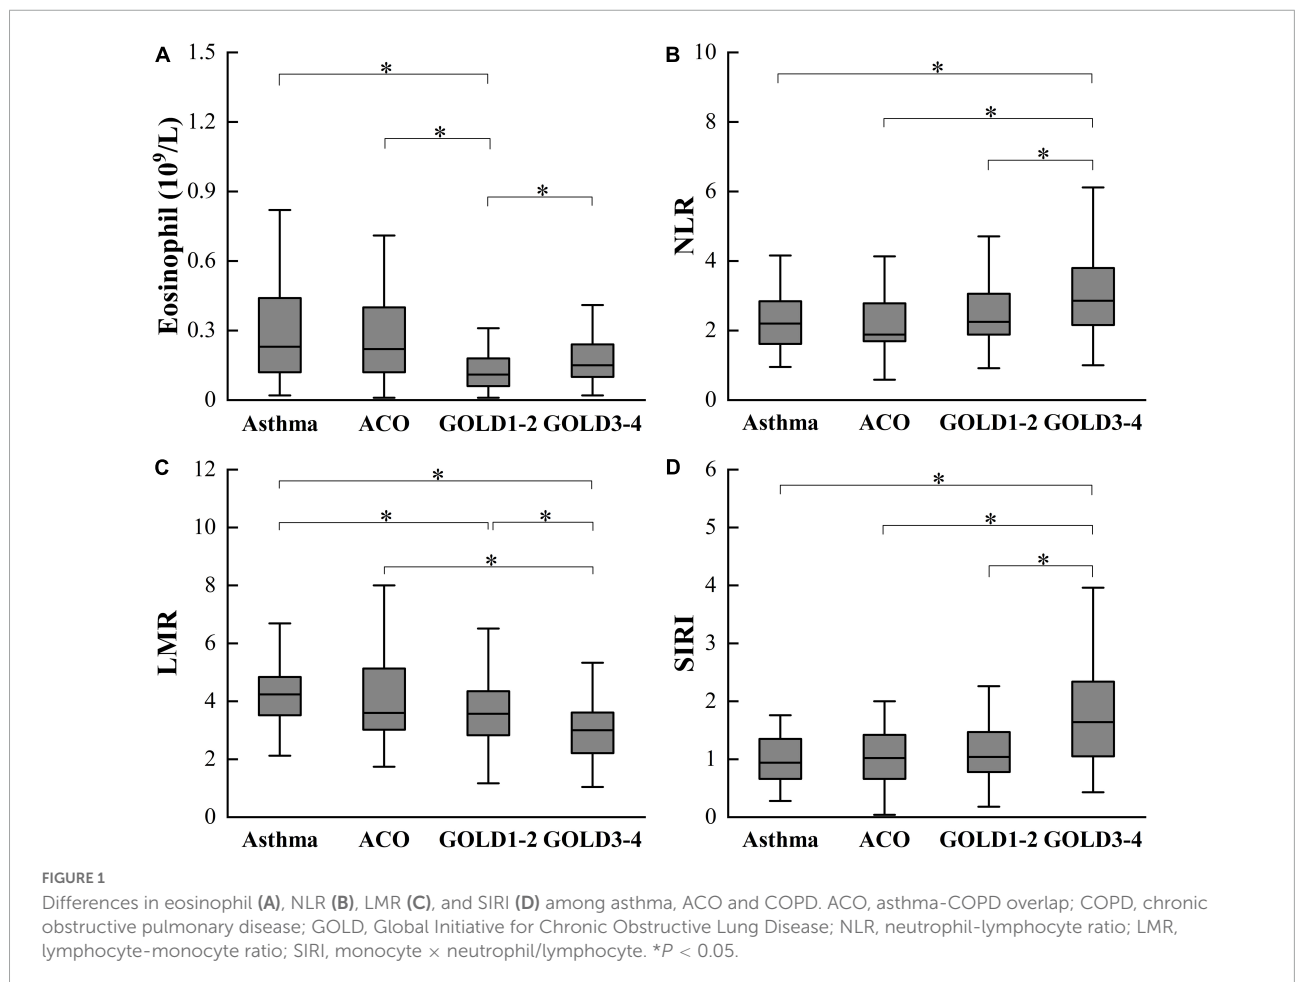 A
1.5
1.2
0.9
0.6
0.3
0
Eosinophil (10⁹/L)
*
*
*
Asthma ACO GOLD1-2 GOLD3-4
B
10
8
6
4
2
0
NLR
*
*
*
Asthma ACO GOLD1-2 GOLD3-4
C
12
10
8
6
4
2
0
LMR
*
* *
*
Asthma ACO GOLD1-2 GOLD3-4
D
6
5
4
3
2
1
0
SIRI
*
*
*
Asthma ACO GOLD1-2 GOLD3-4
FIGURE 1
Differences in eosinophil (A), NLR (B), LMR (C), and SIRI (D) among asthma, ACO and COPD. ACO, asthma-COPD overlap; COPD, chronic
obstructive pulmonary disease; GOLD, Global Initiative for Chronic Obstructive Lung Disease; NLR, neutrophil-lymphocyte ratio; LMR,
lymphocyte-monocyte ratio; SIRI, monocyte × neutrophil/lymphocyte. *P < 0.05.